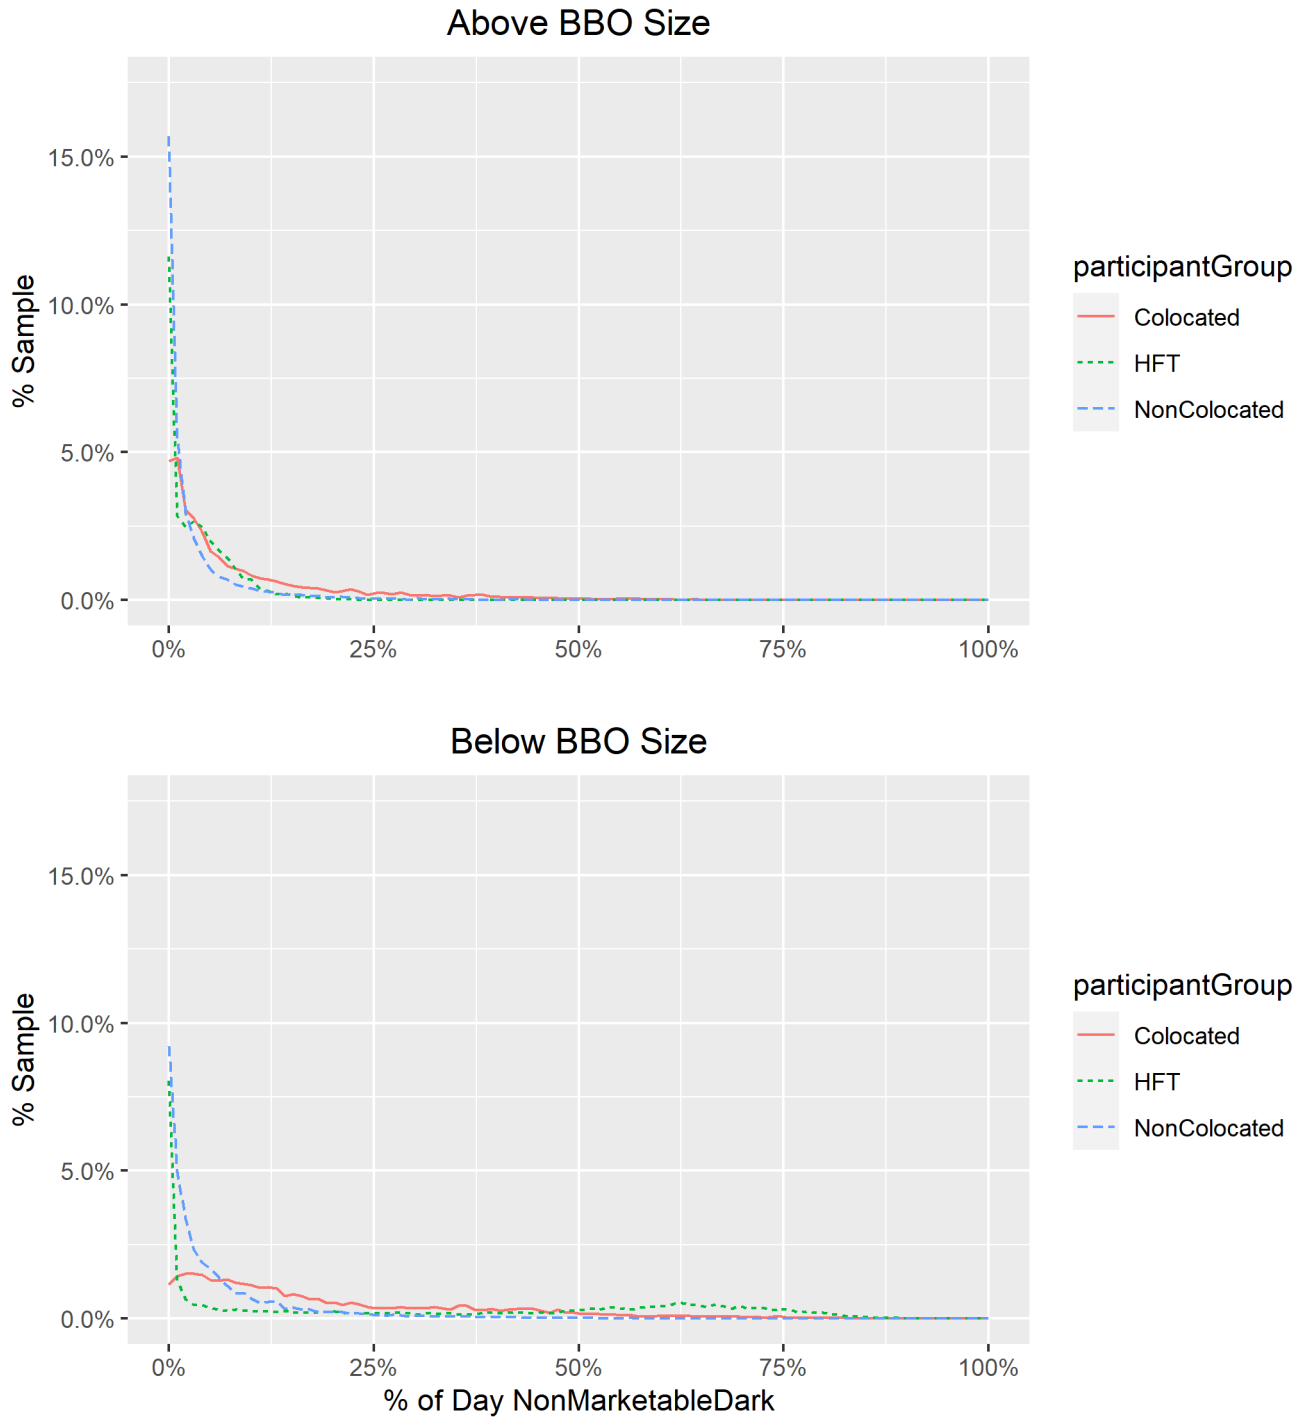 Above BBO Size
% Sample
15.0%
10.0%
5.0%
0.0%
0% 25% 50% 75% 100%
participantGroup
Colocated
HFT
NonColocated
Below BBO Size
% Sample
15.0%
10.0%
5.0%
0.0%
0% 25% 50% 75% 100%
% of Day NonMarketableDark
participantGroup
Colocated
HFT
NonColocated